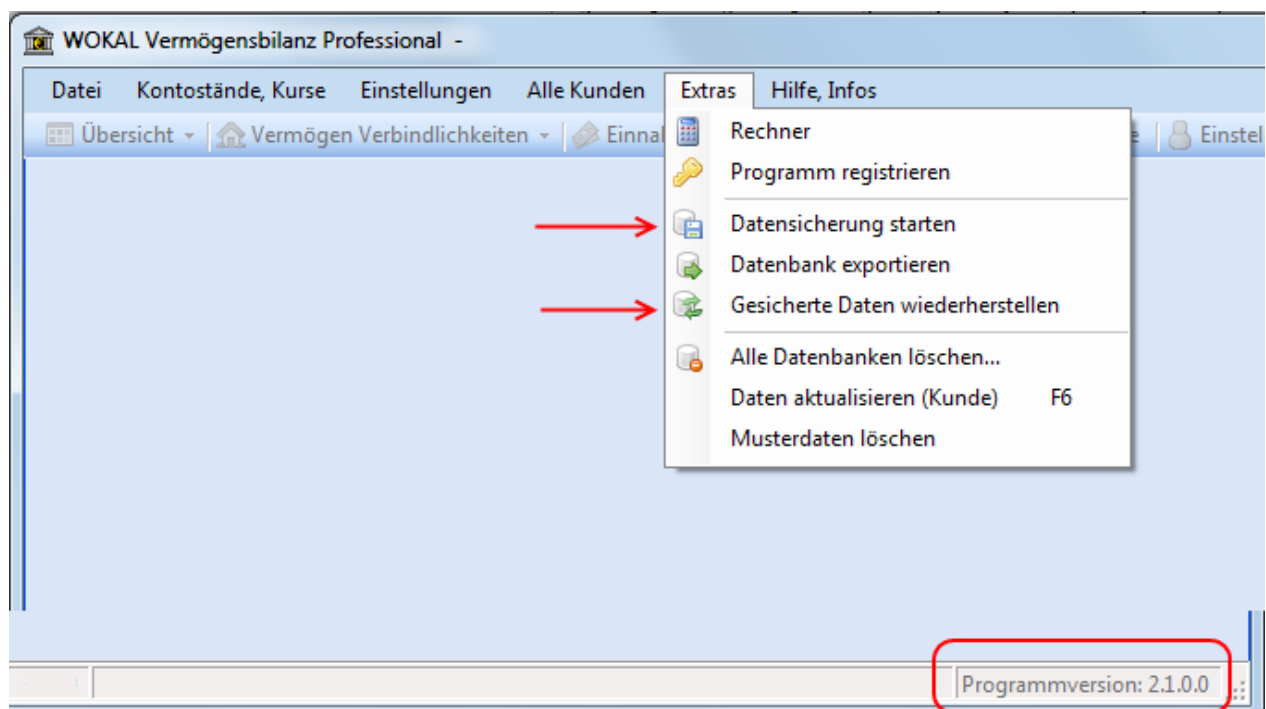 WOKAL Vermögensbilanz Professional -
Datei Kontostände, Kurse Einstellungen Alle Kunden Extras Hilfe, Infos
Übersicht Vermögen Verbindlichkeiten
Rechner
Programm registrieren
Datensicherung starten
Datenbank exportieren
Gesicherte Daten wiederherstellen
Alle Datenbanken löschen...
Daten aktualisieren (Kunde) F6
Musterdaten löschen
Programmversion: 2.1.0.0